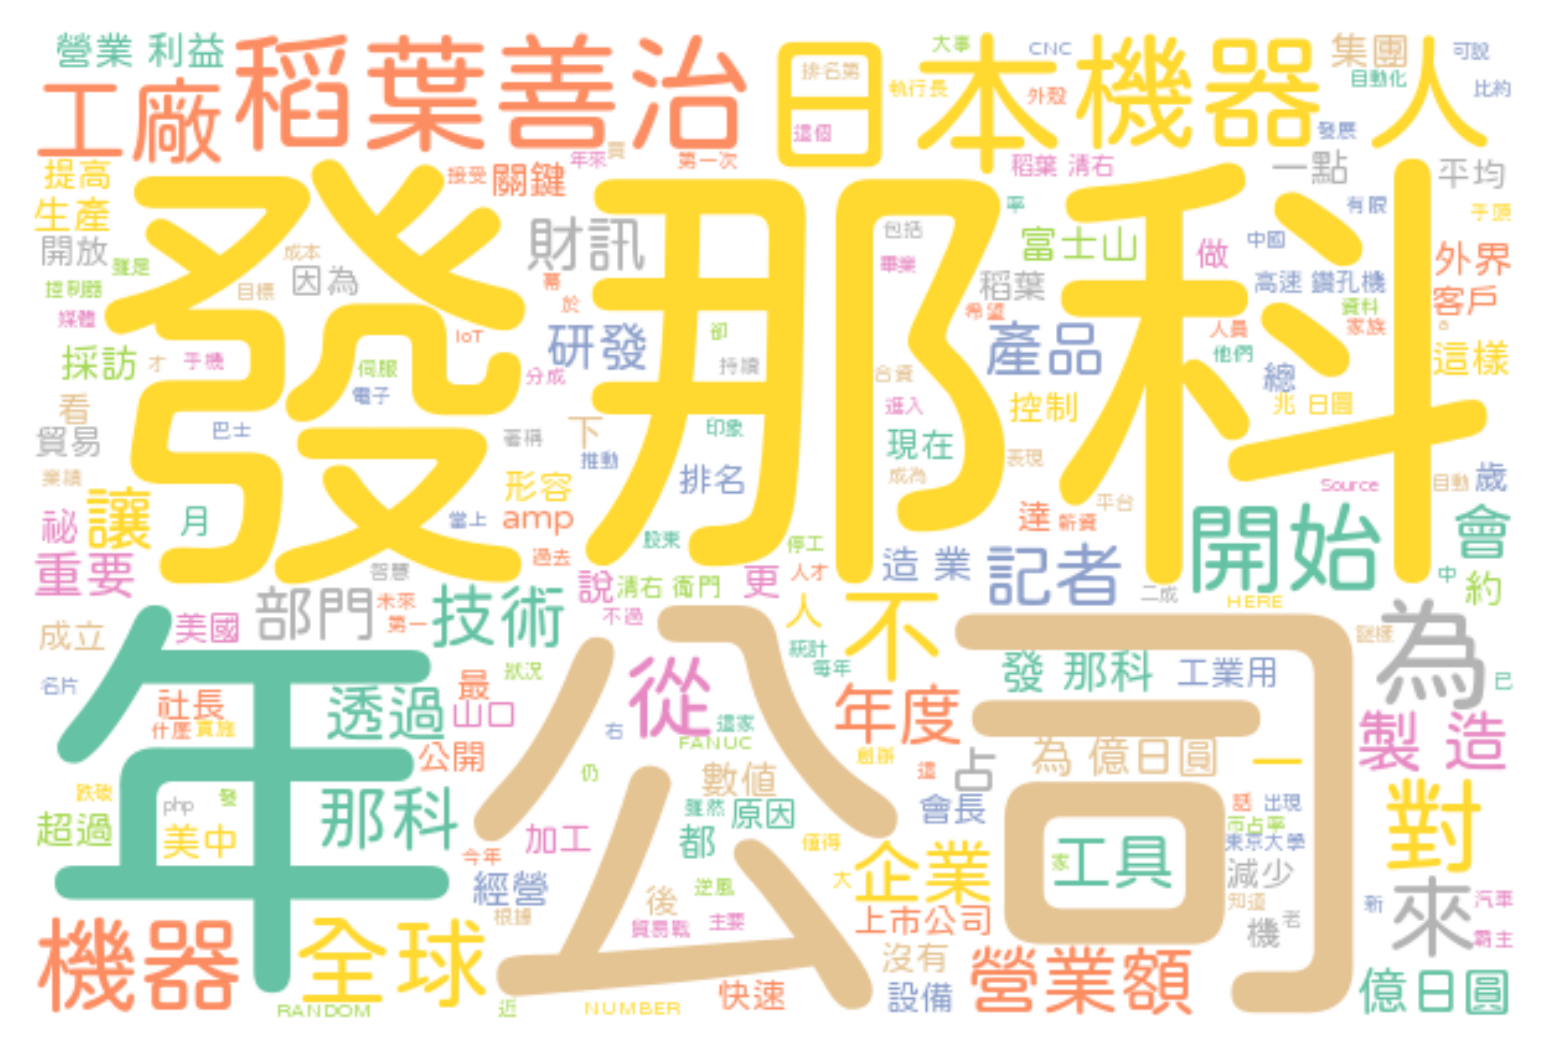 營業 利益
稻葉善治
日本
機器
人
工廠
大事
CNC
集團
可說
排名第
執行長
外殼
自動化
比約
這個
發展
提高
接受
關鍵
年來
買
第一次
稻葉 清右
一點
平均
生產
發那科
率
有限
手頭
開放
雖是
成本
因為
財訊
包括
富士山
做
中國
外界
控制器
目標
幕
畢業
稻葉
高速 鑽孔機
客戶
媒體
於
希望
資料
IoT
研發
卻
產品
人員
家族
採訪
才
手機
伺服
持續
他們
這樣
電子
分成
合資
總
看
進入
控制
兆 日圓
貿易
巴士
著稱
下
印象
現在
業績
推動
排名
成為
表現
自動
歲
讓
月
形容
Source
祕
當上
amp
達
薪資
平台
開始
會
重要
智慧
過去
股東
停工
造 業
記者
中
約
說
清右 衛門
更
人才
二成
HERE
成立
美國
部門
未來
第一
技術
不過
人
不
謎樣
為
年
公司
統計
每年
發 那科
工業用
名片
社長
透過
最
狀況
從
年度
已
什麼
實施
山口
右
這家
FANUC
創辦
製 造
公開
數值
這
占
為 億日圓
一
跌破
php
發
仍
雖然
原因
會長
話
出現
超過
美中
那科
加工
都
值得
市占率
東京大學
對
今年
企業
家
工具
減少
經營
後
逆風
大
知道
來
根據
貿易戰
主要
上市公司
機
老
新
汽車
霸主
機器
全球
沒有
營業額
RANDOM
近
NUMBER
快速
設備
億日圓